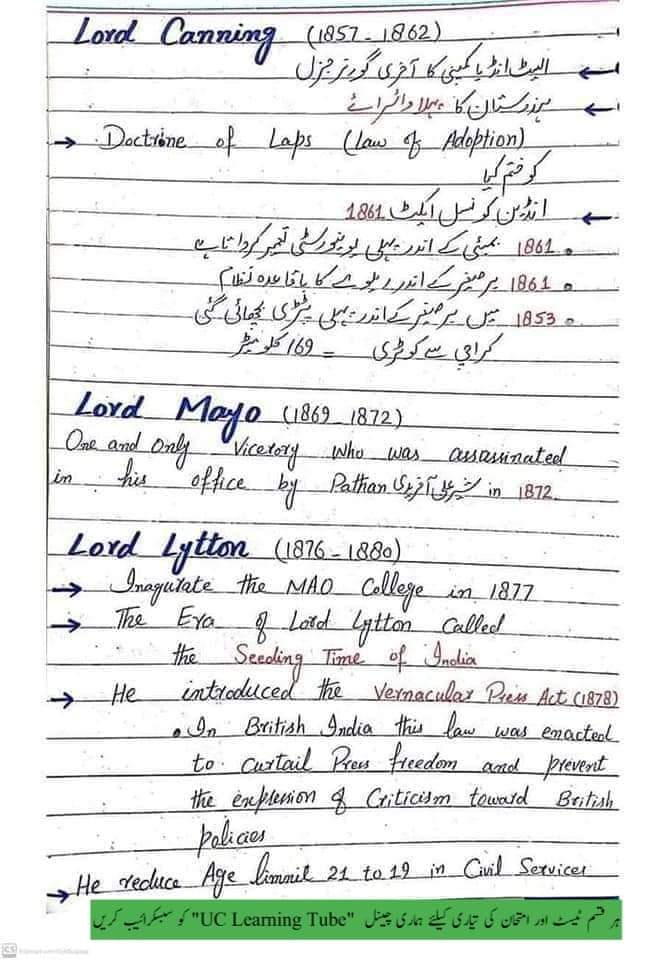 Lord Canning (1857-1862)
← ایسٹ انڈیا کمپنی کا آخری گورنر جنرل
← ہندوستان کا پہلا وائسرائے
→ Doctrine of Laps (Law of Adoption)
کو ختم کیا
← انڈین کونسل ایکٹ 1861
• 1861 بمبئی کے اندر پہلی یونیورسٹی تعمیر کرواتا ہے
• 1861 برصغیر کے اندر ریلوے کا باقاعدہ نظام
• 1853 میں برصغیر کے اندر پہلی پٹڑی بچھائی گئی
کراچی سے کوٹری = 169 کلومیٹر
Lord Mayo (1869-1872)
One and only Vicerory who was assassinated
in his office by Pathan شیر علی آفریدی in 1872.
Lord Lytton (1876-1880)
→ Inagurate the MAO College in 1877
→ The Era of Lord Lytton Called
the Seeding Time of India
→ He introduced the Vernacular Press Act (1878)
• In British India this law was enacted
to curtail Press freedom and prevent
the expression of Criticism toward British
policies
→ He reduce Age limmit 21 to 19 in Civil Services
ہر قسم ٹیسٹ اور امتحان کی تیاری کیلئے ہماری چینل "UC Learning Tube" کو سبسکرائیب کریں
CS